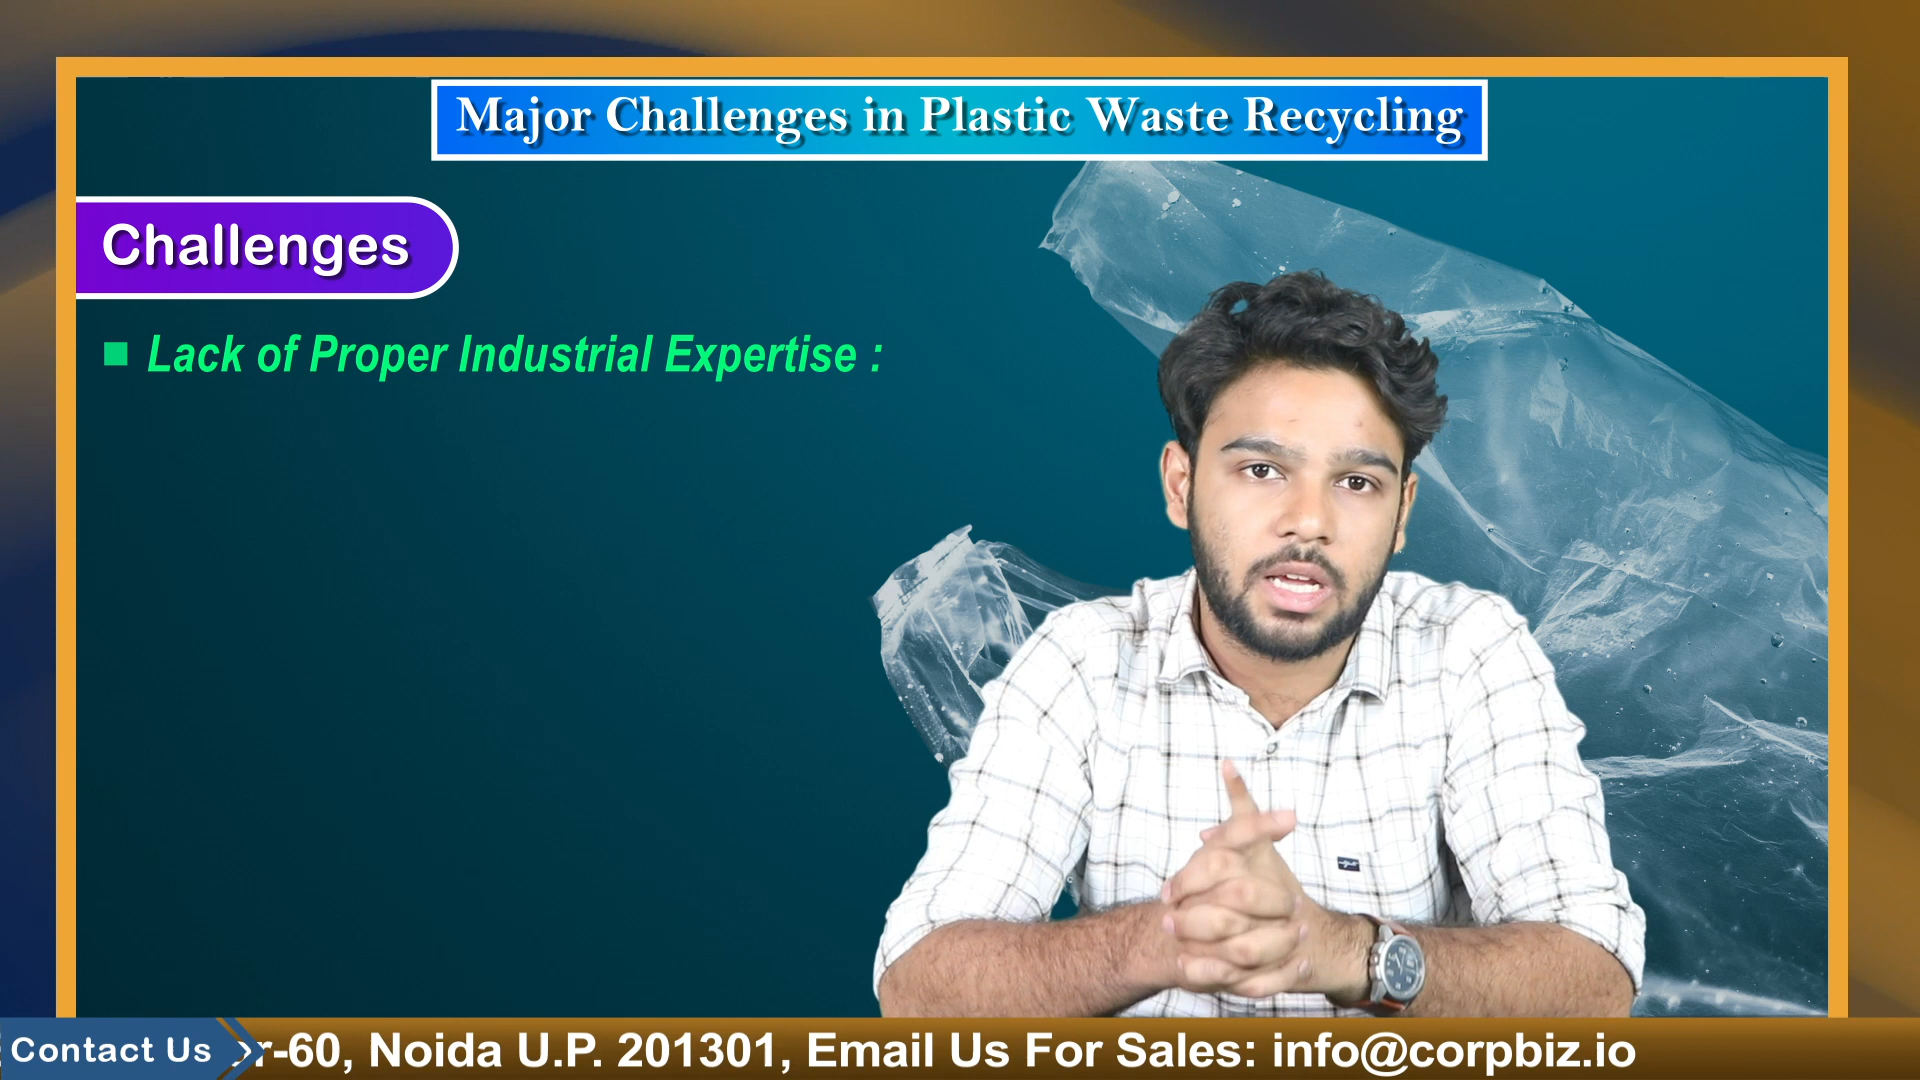 Major Challenges in Plastic Waste Recycling
Challenges
Lack of Proper Industrial Expertise :
Contact Us
r-60, Noida U.P. 201301, Email Us For Sales: info@corpbiz.io